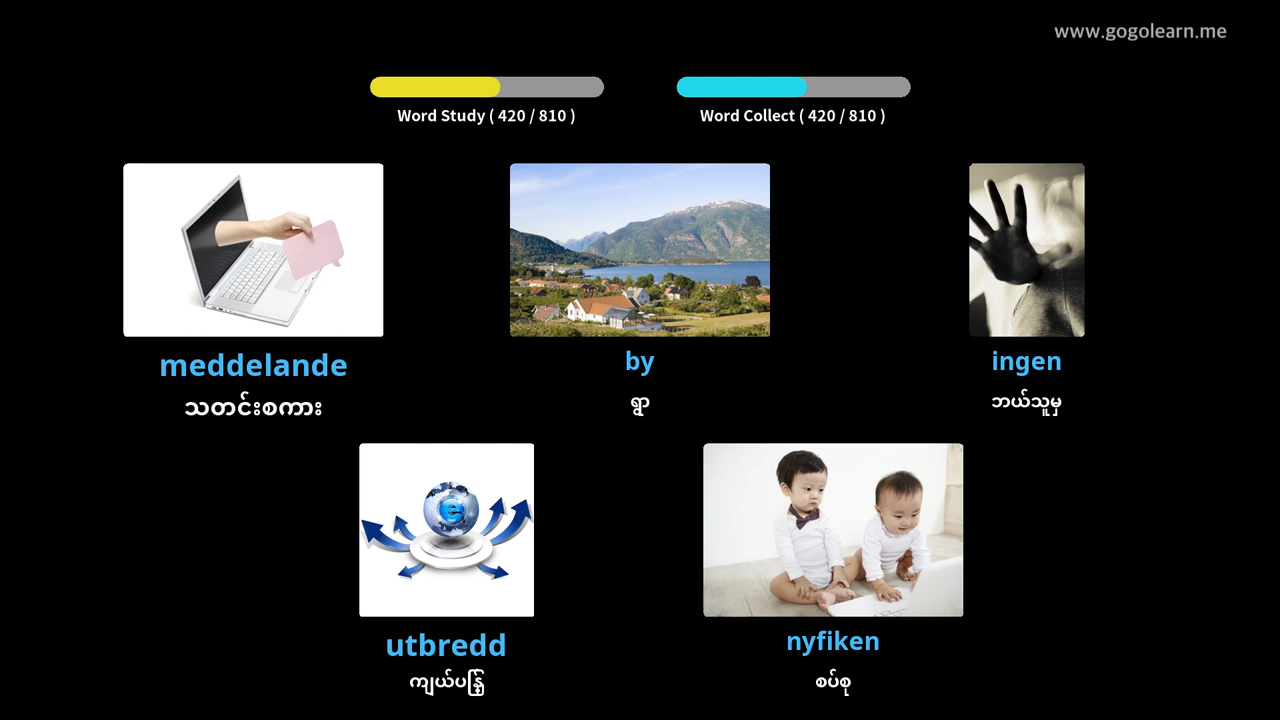 www.gogolearn.me
Word Study ( 420 / 810 )
Word Collect ( 420 / 810 )
meddelande
သတင်းစကား
by
ရွာ
ingen
ဘယ်သူမှ
utbredd
ကျယ်ပြန့်
nyfiken
စပ်စု